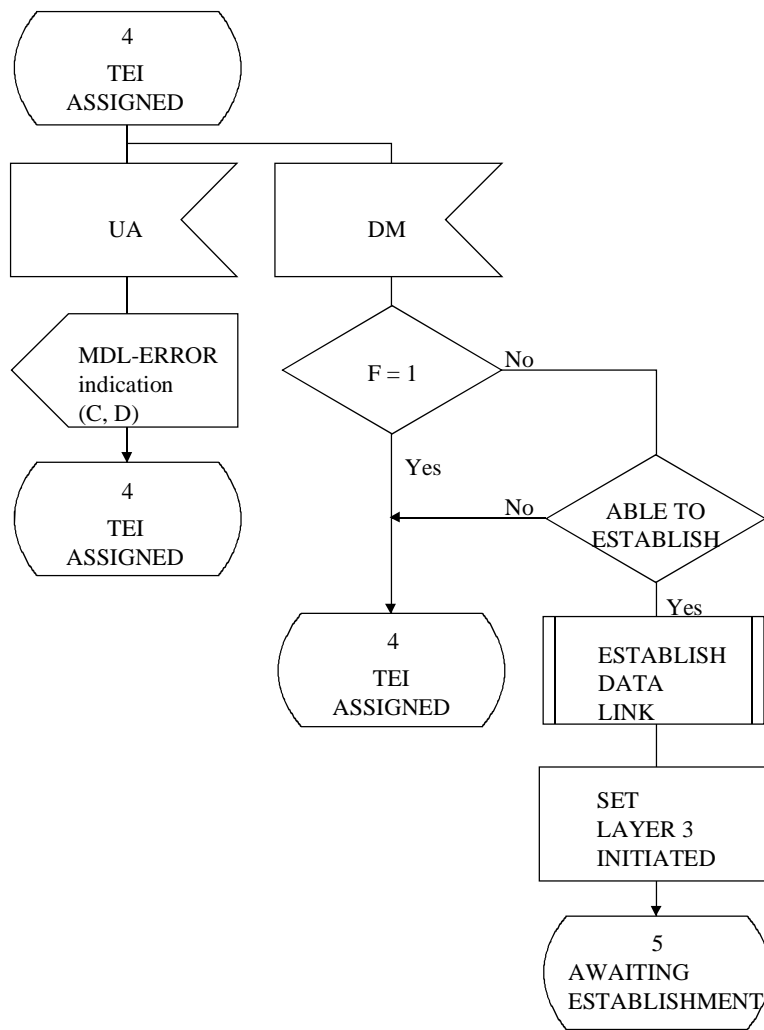 4
TEI
ASSIGNED
UA
DM
MDL-ERROR
indication
(C, D)
F = 1
No
Yes
4
TEI
ASSIGNED
No
ABLE TO
ESTABLISH
Yes
4
TEI
ASSIGNED
ESTABLISH
DATA
LINK
SET
LAYER 3
INITIATED
5
AWAITING
ESTABLISHMENT